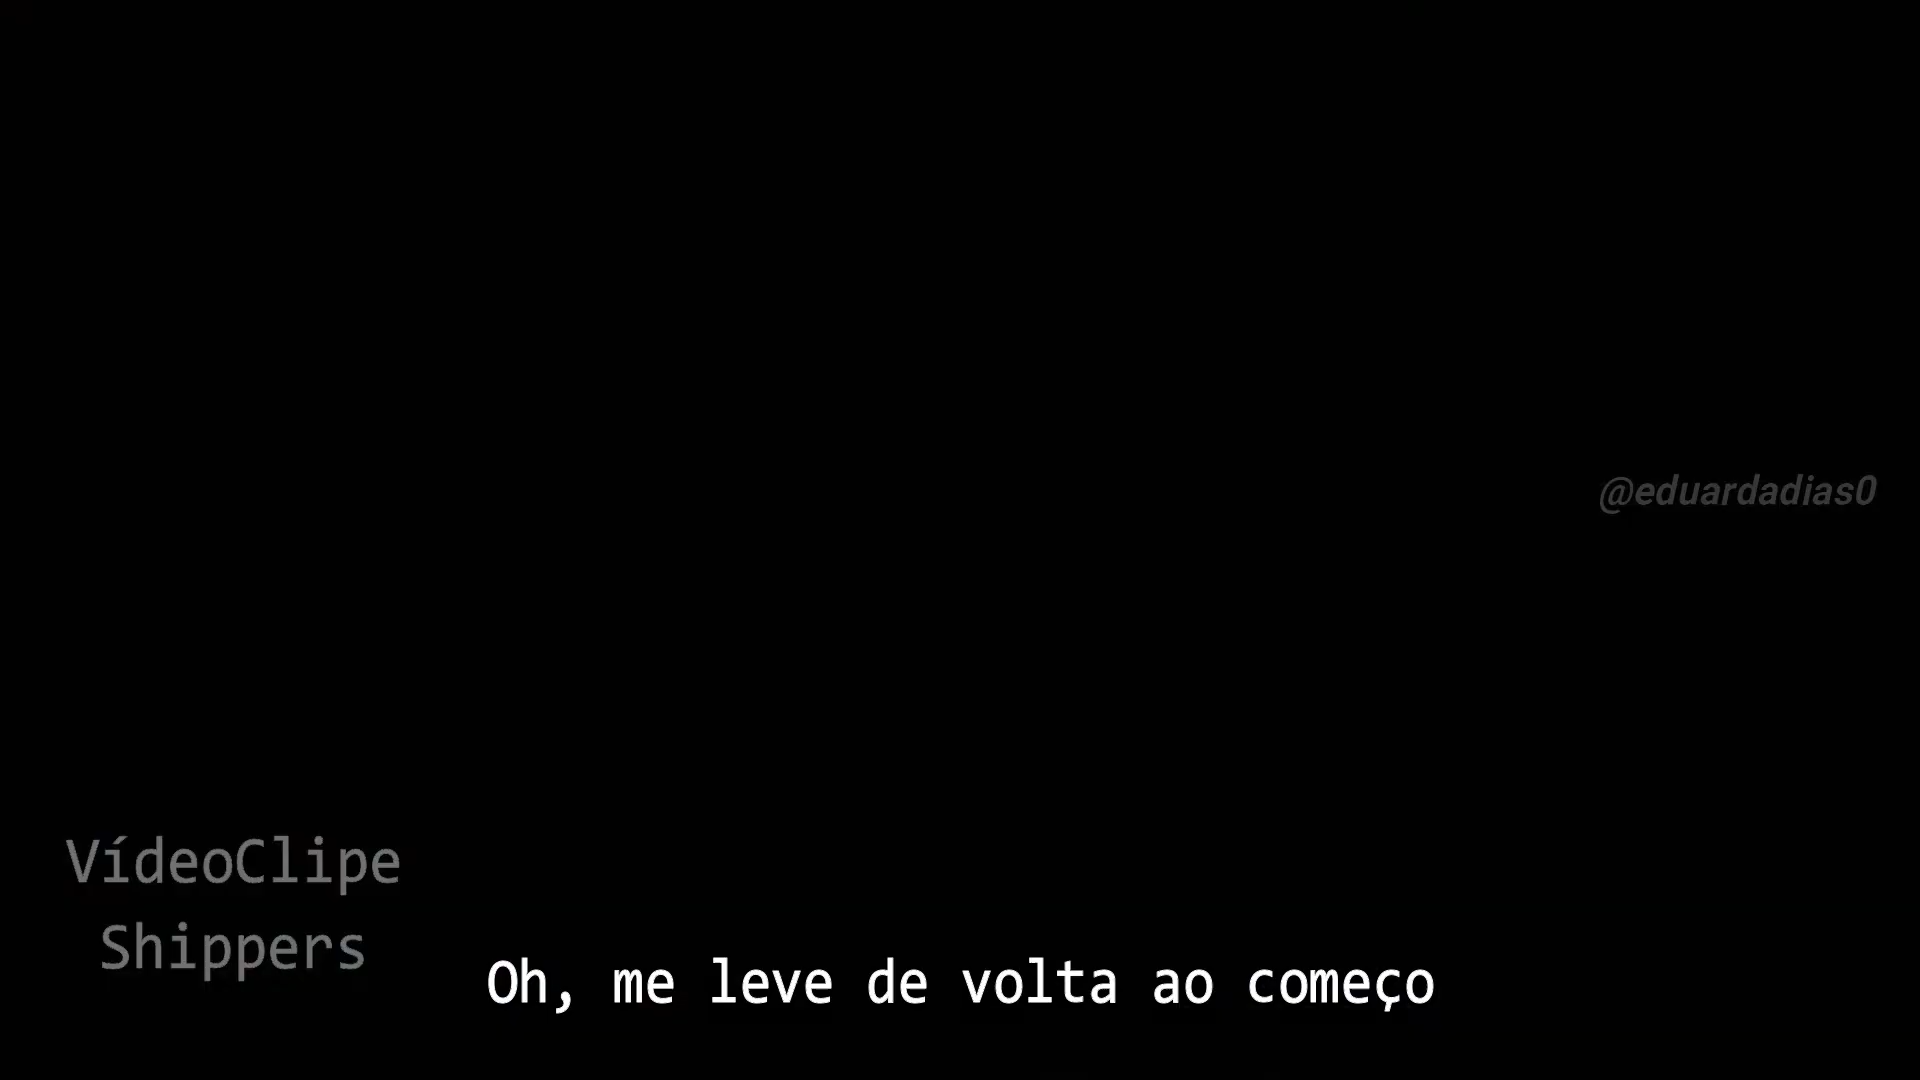 @eduardadias0
VídeoClipe
Shippers
Oh, me leve de volta ao começo